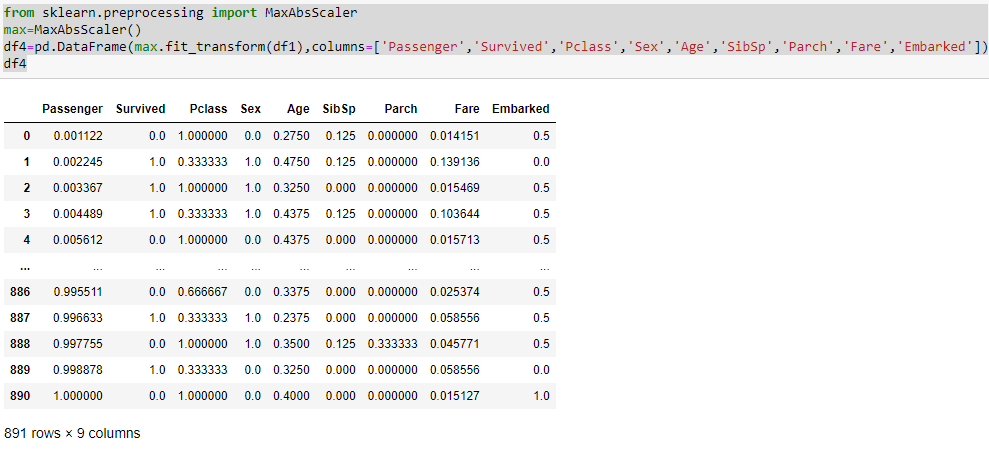 from sklearn.preprocessing import MaxAbsScaler
max=MaxAbsScaler()
df4=pd.DataFrame(max.fit_transform(df1),columns=['Passenger','Survived','Pclass','Sex','Age','SibSp','Parch','Fare','Embarked'])
df4
Passenger Survived Pclass Sex Age SibSp Parch Fare Embarked
0 0.001122 0.0 1.000000 0.0 0.2750 0.125 0.000000 0.014151 0.5
1 0.002245 1.0 0.333333 1.0 0.4750 0.125 0.000000 0.139136 0.0
2 0.003367 1.0 1.000000 1.0 0.3250 0.000 0.000000 0.015469 0.5
3 0.004489 1.0 0.333333 1.0 0.4375 0.125 0.000000 0.103644 0.5
4 0.005612 0.0 1.000000 0.0 0.4375 0.000 0.000000 0.015713 0.5
... ... ... ... ... ... ... ... ... ...
886 0.995511 0.0 0.666667 0.0 0.3375 0.000 0.000000 0.025374 0.5
887 0.996633 1.0 0.333333 1.0 0.2375 0.000 0.000000 0.058556 0.5
888 0.997755 0.0 1.000000 1.0 0.3500 0.125 0.333333 0.045771 0.5
889 0.998878 1.0 0.333333 0.0 0.3250 0.000 0.000000 0.058556 0.0
890 1.000000 0.0 1.000000 0.0 0.4000 0.000 0.000000 0.015127 1.0
891 rows × 9 columns